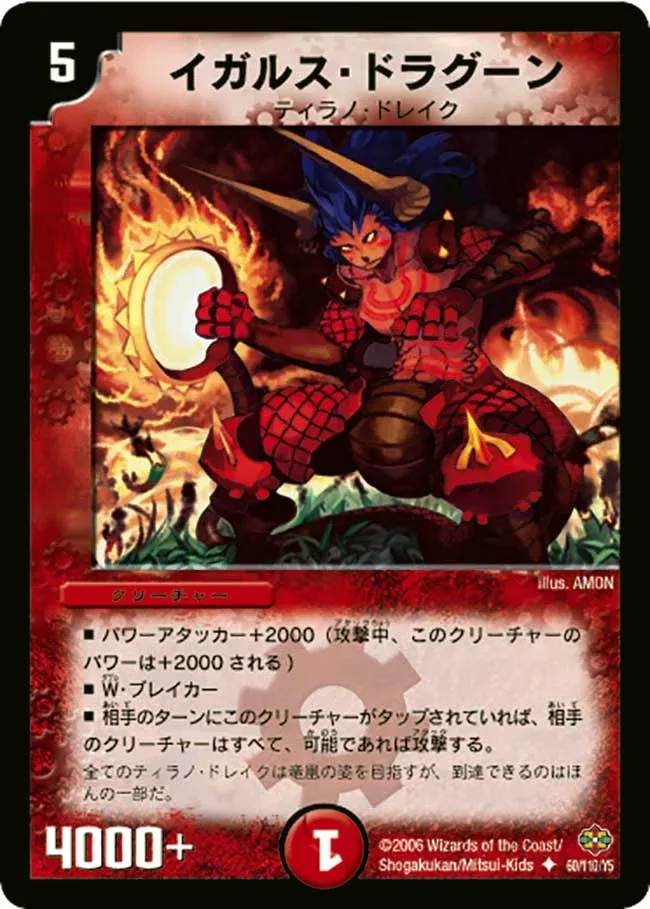 5
イガルス・ドラグーン
ティラノ・ドレイク
illus. AMON
クリーチャー
■ パワーアタッカー+2000（攻撃中、このクリーチャーの
パワーは+2000される）
■ W・ブレイカー
■ 相手のターンにこのクリーチャーがタップされていれば、相手
のクリーチャーはすべて、可能であれば攻撃する。
全てのティラノ・ドレイクは竜凰の姿を目指すが、到達できるのはほ
んの一部だ。
4000+
1
©2006 Wizards of the Coast/
Shogakukan/Mitsui-Kids
60/110/Y5